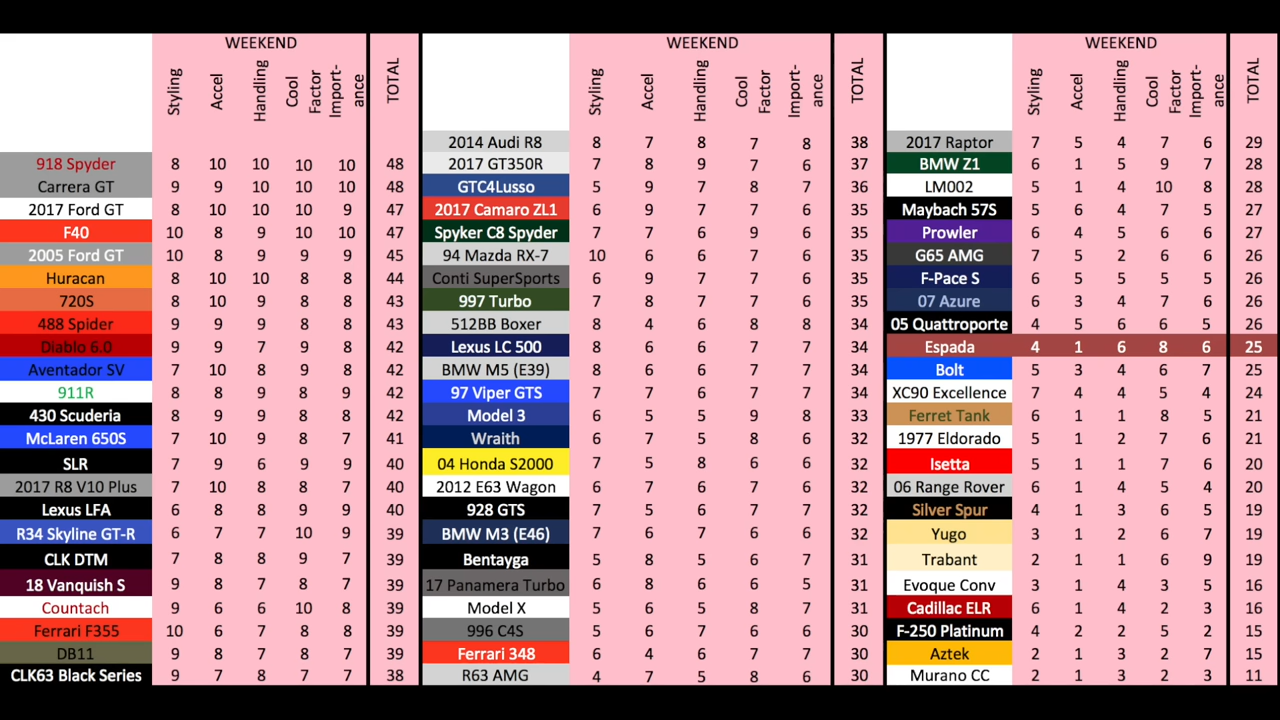 WEEKEND
Styling Accel Handling Cool Factor Import-ance TOTAL
918 Spyder 8 10 10 10 10 48
Carrera GT 9 9 10 10 10 48
2017 Ford GT 8 10 10 10 9 47
F40 10 8 9 10 10 47
2005 Ford GT 10 8 9 9 9 45
Huracan 8 10 10 8 8 44
720S 8 10 9 8 8 43
488 Spider 9 9 9 8 8 43
Diablo 6.0 9 9 7 9 8 42
Aventador SV 7 10 8 9 8 42
911R 8 8 9 8 9 42
430 Scuderia 8 9 9 8 8 42
McLaren 650S 7 10 9 8 7 41
SLR 7 9 6 9 9 40
2017 R8 V10 Plus 7 10 8 8 7 40
Lexus LFA 6 8 8 9 9 40
R34 Skyline GT-R 6 7 7 10 9 39
CLK DTM 7 8 8 9 7 39
18 Vanquish S 9 8 7 8 7 39
Countach 9 6 6 10 8 39
Ferrari F355 10 6 7 8 8 39
DB11 9 8 7 8 7 39
CLK63 Black Series 9 7 8 7 7 38
WEEKEND
Styling Accel Handling Cool Factor Import-ance TOTAL
2014 Audi R8 8 7 8 7 8 38
2017 GT350R 7 8 9 7 6 37
GTC4Lusso 5 9 7 8 7 36
2017 Camaro ZL1 6 9 7 7 6 35
Spyker C8 Spyder 7 7 6 9 6 35
94 Mazda RX-7 10 6 6 7 6 35
Conti SuperSports 6 9 7 7 6 35
997 Turbo 7 8 7 7 6 35
512BB Boxer 8 4 6 8 8 34
Lexus LC 500 8 6 6 7 7 34
BMW M5 (E39) 8 6 6 7 7 34
97 Viper GTS 7 6 7 7 7 34
Model 3 6 5 5 9 8 33
Wraith 6 7 5 8 6 32
04 Honda S2000 7 5 8 6 6 32
2012 E63 Wagon 6 7 6 7 6 32
928 GTS 7 5 6 7 7 32
BMW M3 (E46) 7 6 7 6 6 32
Bentayga 5 8 5 6 7 31
17 Panamera Turbo 6 8 6 6 5 31
Model X 5 6 5 8 7 31
996 C4S 5 6 7 6 6 30
Ferrari 348 6 4 6 7 7 30
R63 AMG 4 7 5 8 6 30
WEEKEND
Styling Accel Handling Cool Factor Import-ance TOTAL
2017 Raptor 7 5 4 7 6 29
BMW Z1 6 1 5 9 7 28
LM002 5 1 4 10 8 28
Maybach 57S 5 6 4 7 5 27
Prowler 6 4 5 6 6 27
G65 AMG 7 5 2 6 6 26
F-Pace S 6 5 5 5 5 26
07 Azure 6 3 4 7 6 26
05 Quattroporte 4 5 6 6 5 26
Espada 4 1 6 8 6 25
Bolt 5 3 4 6 7 25
XC90 Excellence 7 4 4 5 4 24
Ferret Tank 6 1 1 8 5 21
1977 Eldorado 5 1 2 7 6 21
Isetta 5 1 1 7 6 20
06 Range Rover 6 1 4 5 4 20
Silver Spur 4 1 3 6 5 19
Yugo 3 1 2 6 7 19
Trabant 2 1 1 6 9 19
Evoque Conv 3 1 4 3 5 16
Cadillac ELR 6 1 4 2 3 16
F-250 Platinum 4 2 2 5 2 15
Aztek 2 1 3 2 7 15
Murano CC 2 1 3 2 3 11